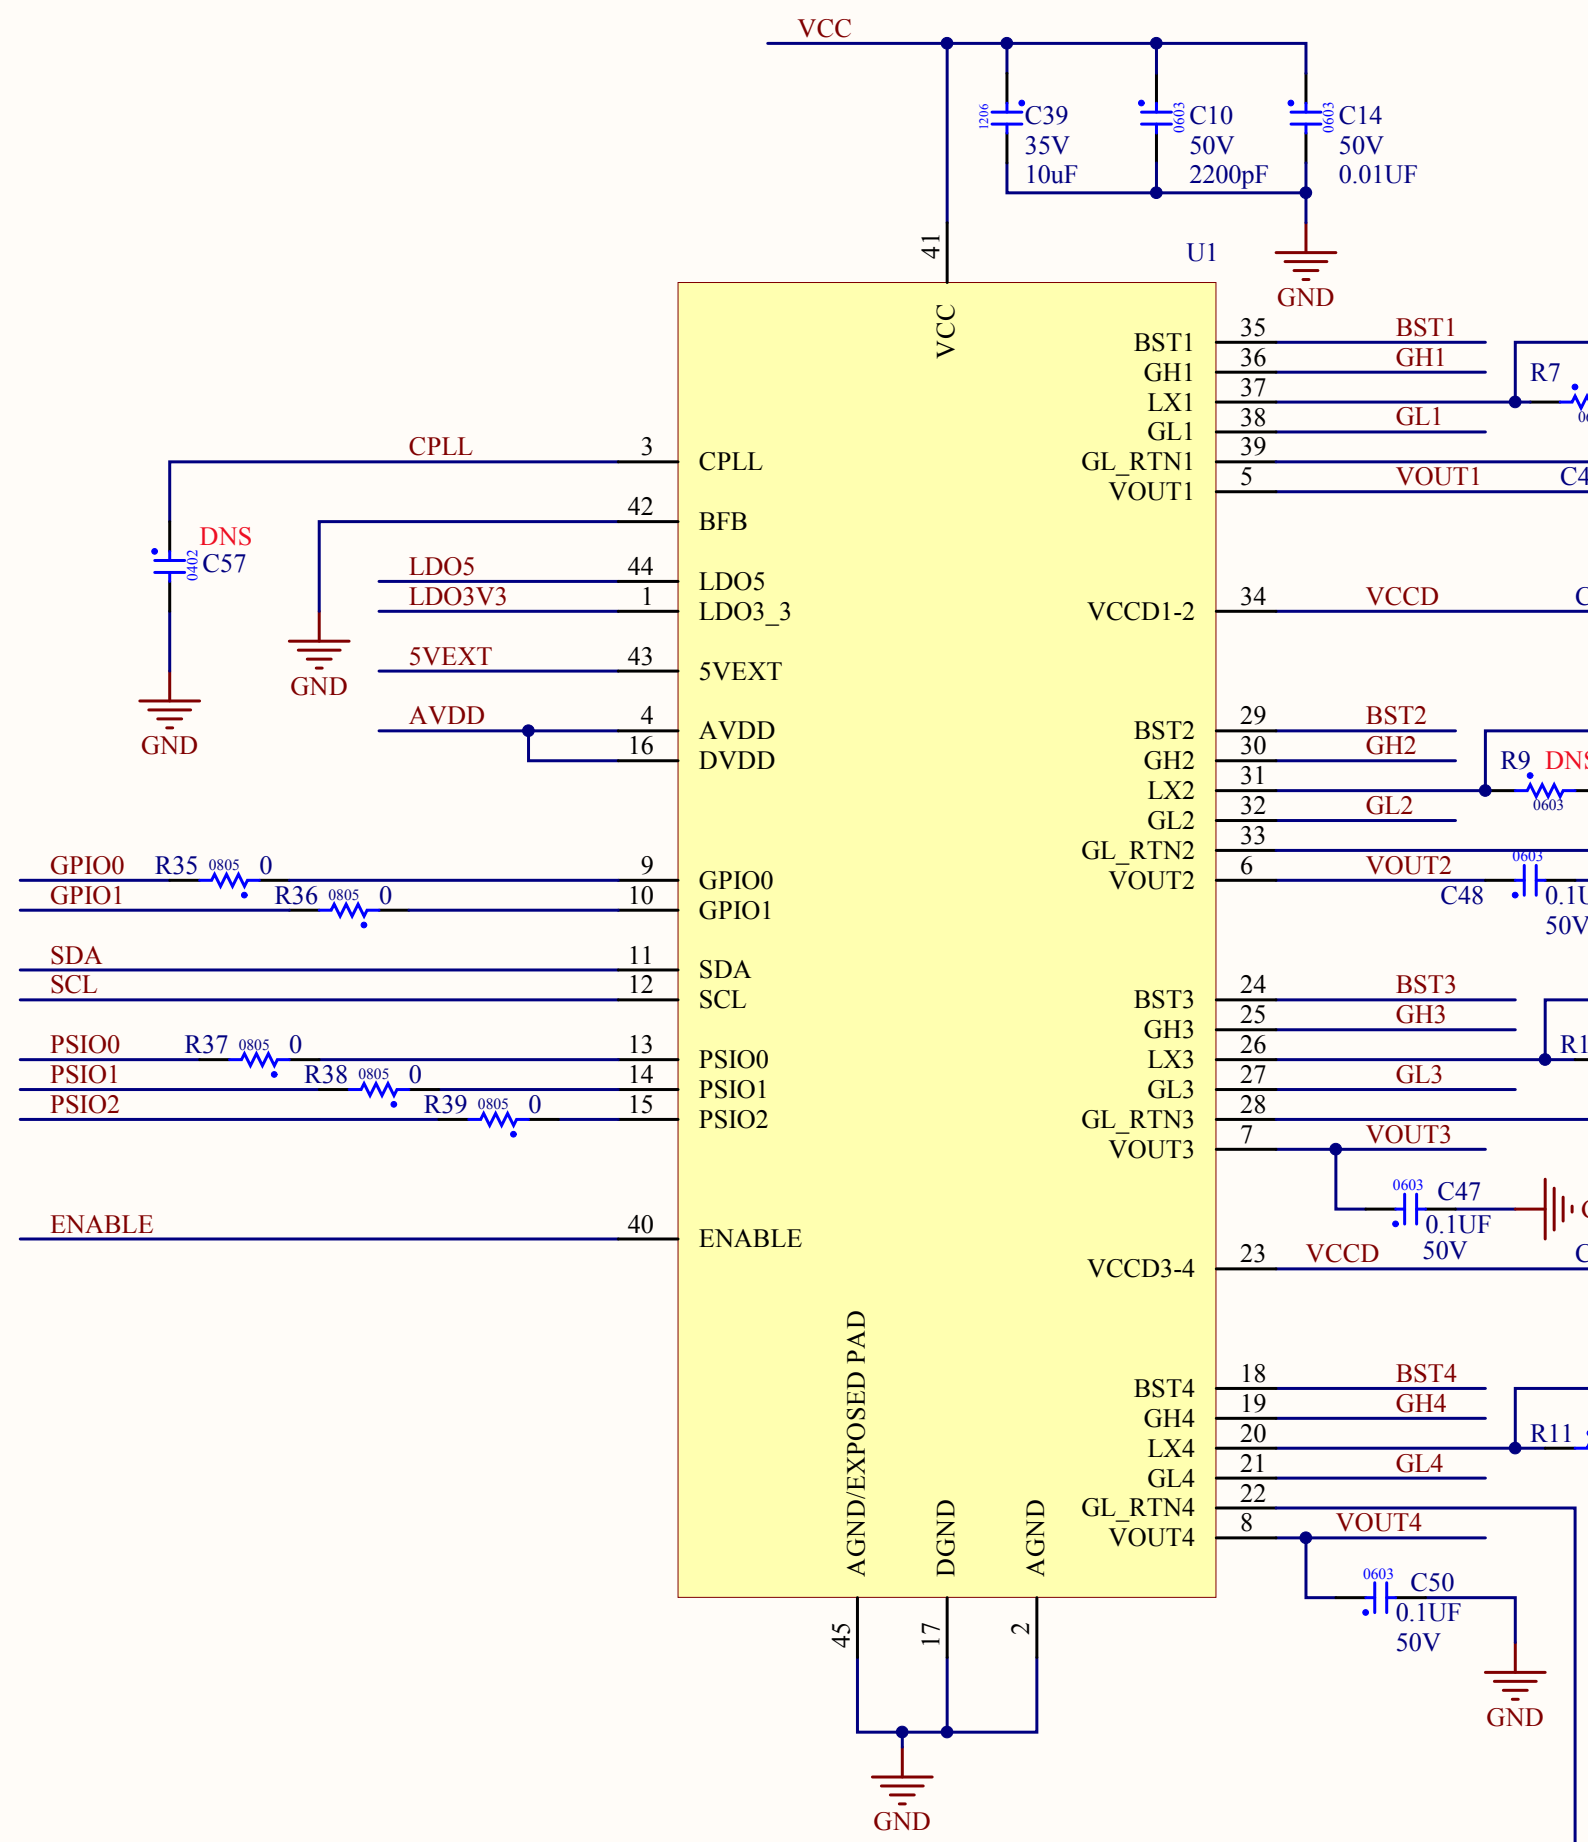 VCC
1206 C39
35V
10uF
0603 C10
50V
2200pF
0603 C14
50V
0.01UF
GND
41
U1
VCC
CPLL 3 CPLL
DNS
0402 C57
GND
42 BFB
GND
LDO5 44 LDO5
LDO3V3 1 LDO3_3
5VEXT 43 5VEXT
AVDD 4 AVDD
16 DVDD
GPIO0 R35 0805 0 9 GPIO0
GPIO1 R36 0805 0 10 GPIO1
SDA 11 SDA
SCL 12 SCL
PSIO0 R37 0805 0 13 PSIO0
PSIO1 R38 0805 0 14 PSIO1
PSIO2 R39 0805 0 15 PSIO2
ENABLE 40 ENABLE
BST1 35 BST1
GH1 36 GH1
LX1 37
R7
GL1 38 GL1
GL_RTN1 39
VOUT1 5 VOUT1
VCCD1-2 34 VCCD
BST2 29 BST2
GH2 30 GH2
LX2 31
R9 DNS
0603
GL2 32 GL2
GL_RTN2 33
VOUT2 6 VOUT2
0603
C48
50V
BST3 24 BST3
GH3 25 GH3
LX3 26
GL3 27 GL3
GL_RTN3 28
VOUT3 7 VOUT3
0603 C47
0.1UF
50V
VCCD3-4 23 VCCD
BST4 18 BST4
GH4 19 GH4
LX4 20
R11
GL4 21 GL4
GL_RTN4 22
VOUT4 8 VOUT4
0603 C50
0.1UF
50V
GND
AGND/EXPOSED PAD
DGND
AGND
45
17
2
GND